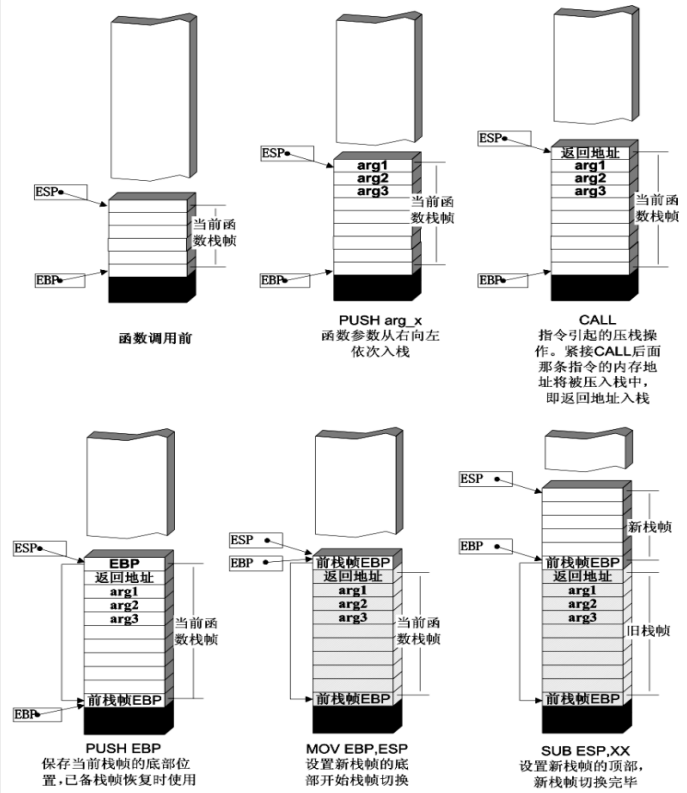 ESP
当前函
数栈帧
EBP
函数调用前
ESP
arg1
arg2
arg3
当前函
数栈帧
EBP
PUSH arg_x
函数参数从右向左
依次入栈
ESP
返回地址
arg1
arg2
arg3
当前函
数栈帧
EBP
CALL
指令引起的压栈操
作。紧接CALL后面
那条指令的内存地
址将被压入栈中，
即返回地址入栈
ESP
EBP
返回地址
arg1
arg2
arg3
当前函
数栈帧
前栈帧EBP
EBP
PUSH EBP
保存当前栈帧的底部位
置,已备栈帧恢复时使用
ESP
EBP
前栈帧EBP
返回地址
arg1
arg2
arg3
当前函
数栈帧
前栈帧EBP
MOV EBP,ESP
设置新栈帧的底
部开始栈帧切换
ESP
新栈帧
EBP
前栈帧EBP
返回地址
arg1
arg2
arg3
旧栈帧
前栈帧EBP
SUB ESP,XX
设置新栈帧的顶部，
新栈帧切换完毕